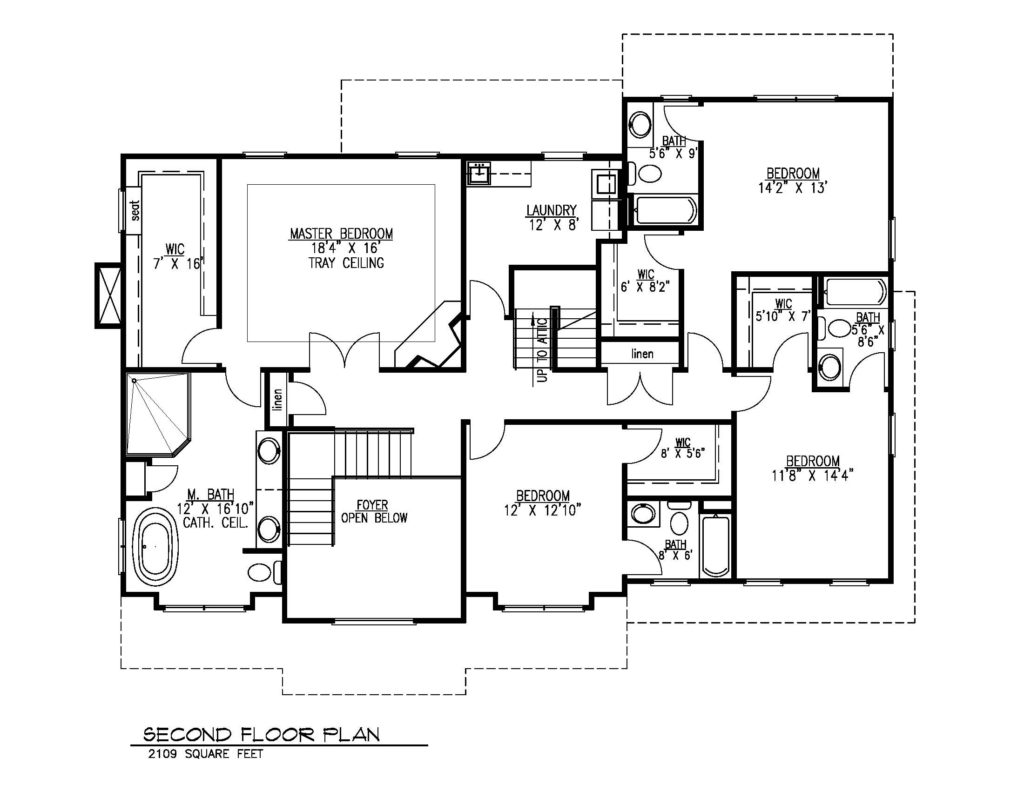 BATH
5'6" X 9'
BEDROOM
14'2" X 13'
LAUNDRY
12' X 8'
seat
WIC
7' X 16'
MASTER BEDROOM
18'4" X 16'
TRAY CEILING
WIC
6' X 8'2"
WIC
5'10" X 7'
BATH
5'6" X
8'6"
UP TO ATTIC
linen
linen
WIC
8' X 5'6"
BEDROOM
11'8" X 14'4"
M. BATH
12' X 16'10"
CATH. CEIL.
FOYER
OPEN BELOW
BEDROOM
12' X 12'10"
BATH
8' X 6'
SECOND FLOOR PLAN
2109 SQUARE FEET